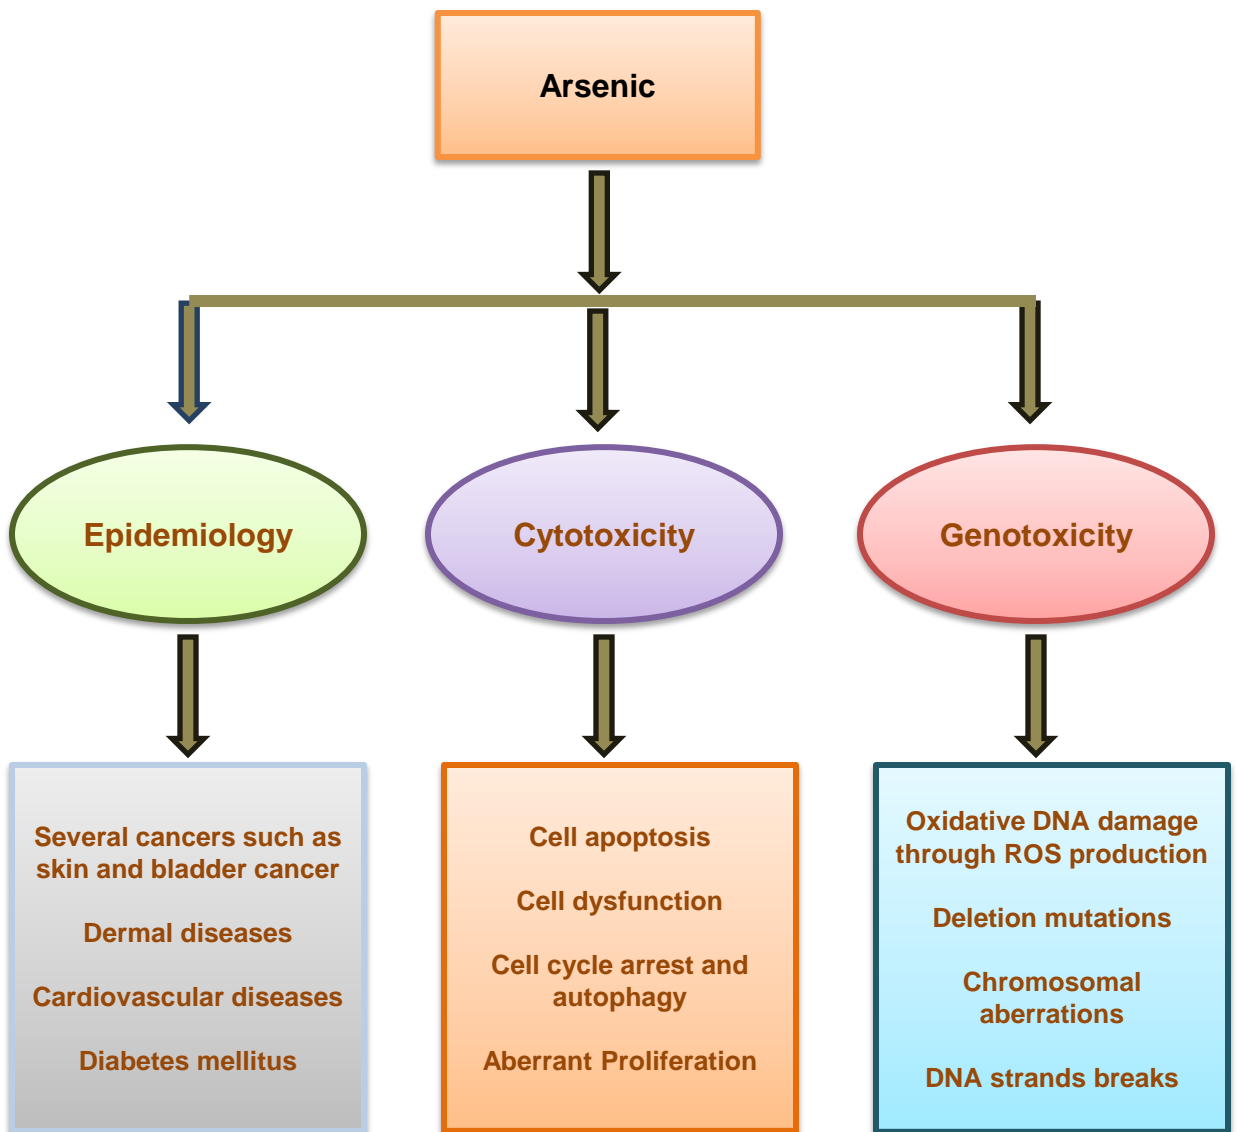 Arsenic
Epidemiology
Cytotoxicity
Genotoxicity
Several cancers such as
skin and bladder cancer
Dermal diseases
Cardiovascular diseases
Diabetes mellitus
Cell apoptosis
Cell dysfunction
Cell cycle arrest and
autophagy
Aberrant Proliferation
Oxidative DNA damage
through ROS production
Deletion mutations
Chromosomal
aberrations
DNA strands breaks